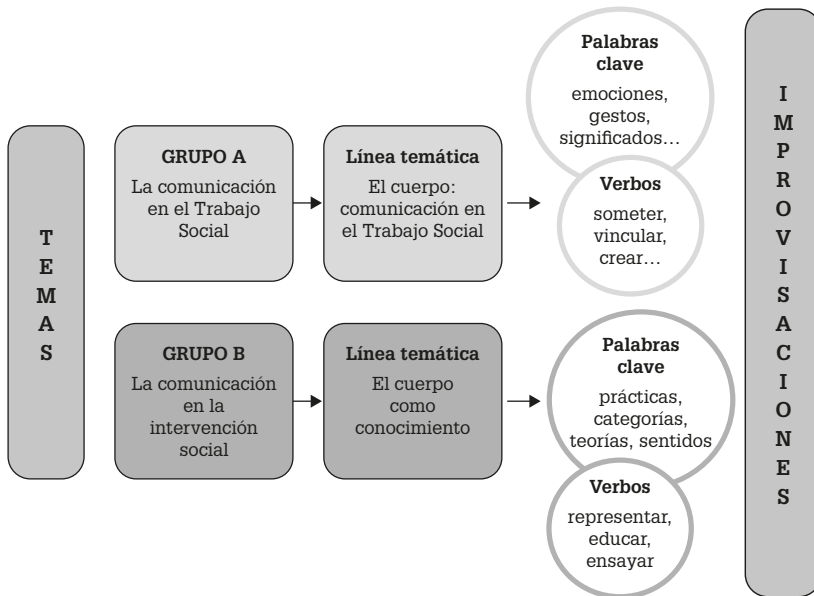 TEMAS
GRUPO A
La comunicación
en el Trabajo
Social
Línea temática
El cuerpo:
comunicación en
el Trabajo Social
Palabras
clave
emociones,
gestos,
significados…
Verbos
someter,
vincular,
crear…
GRUPO B
La comunicación
en la
intervención
social
Línea temática
El cuerpo
como
conocimiento
Palabras
clave
prácticas,
categorías,
teorías, sentidos
Verbos
representar,
educar,
ensayar
IMPROVISACIONES